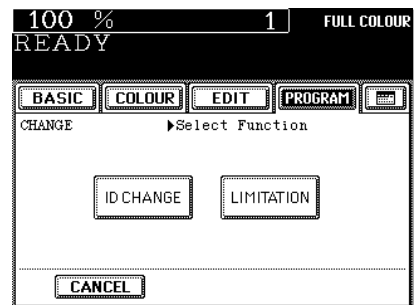 100 % 1 FULL COLOUR
READY
BASIC COLOUR EDIT PROGRAM
CHANGE ▶Select Function
ID CHANGE LIMITATION
CANCEL